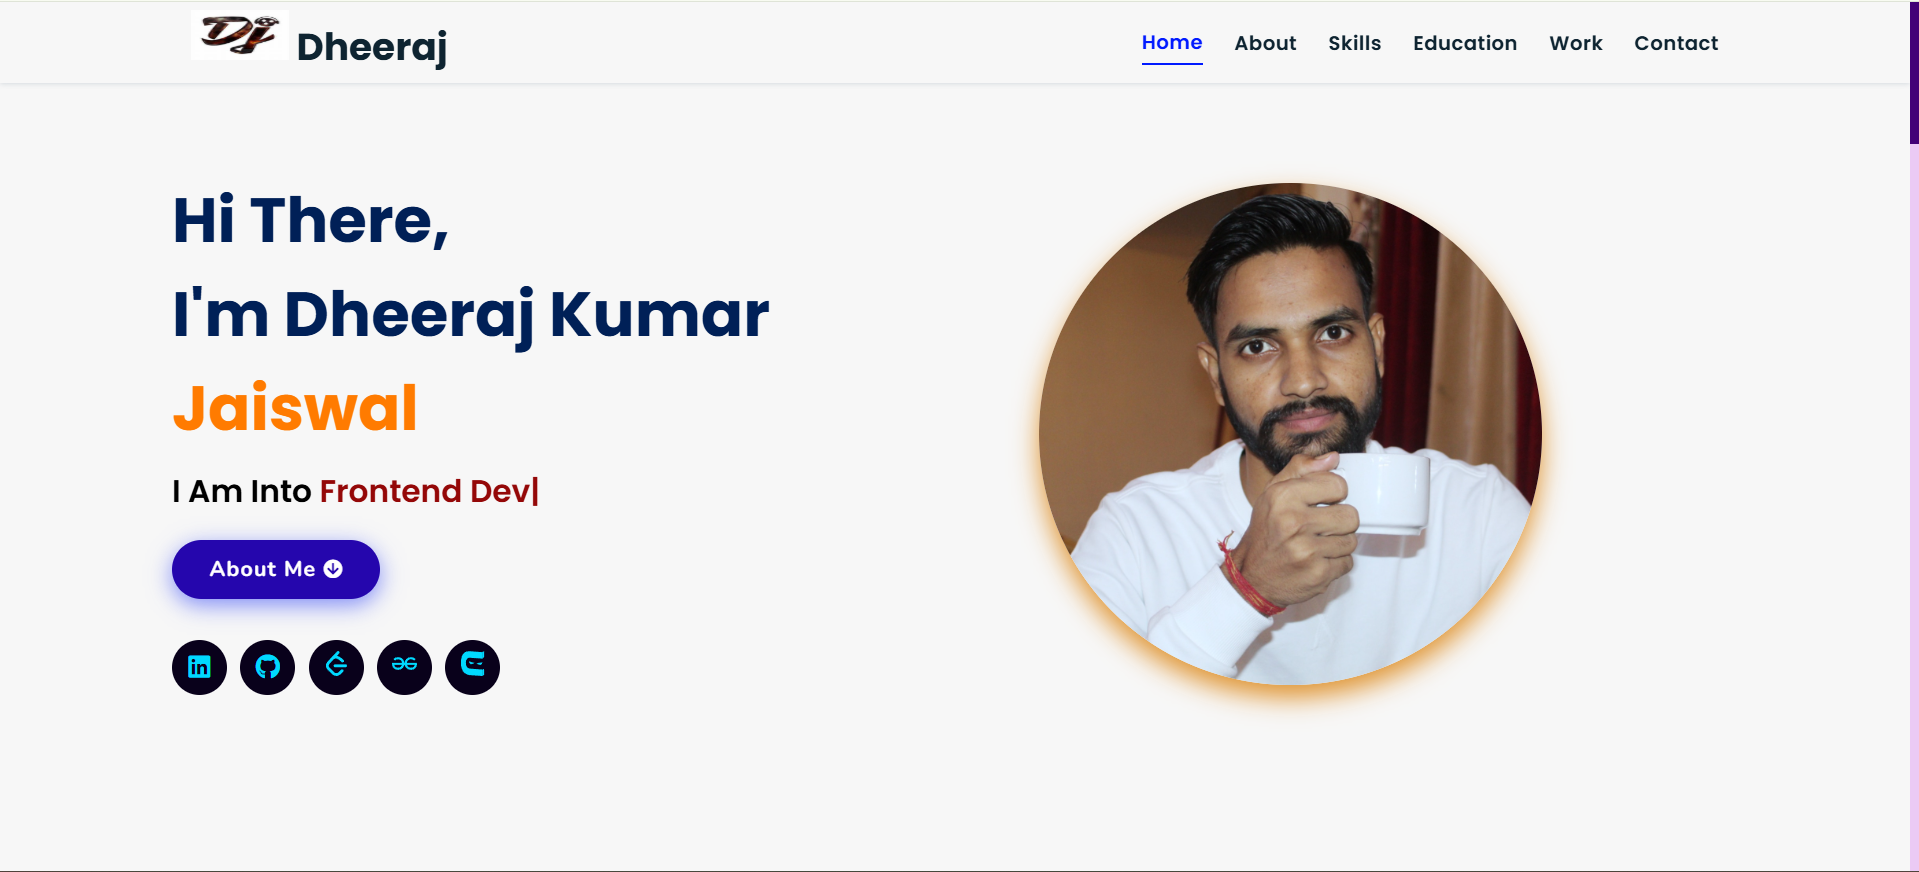 Dj Dheeraj
Home About Skills Education Work Contact
Hi There,
I'm Dheeraj Kumar
Jaiswal
I Am Into Frontend Dev|
About Me